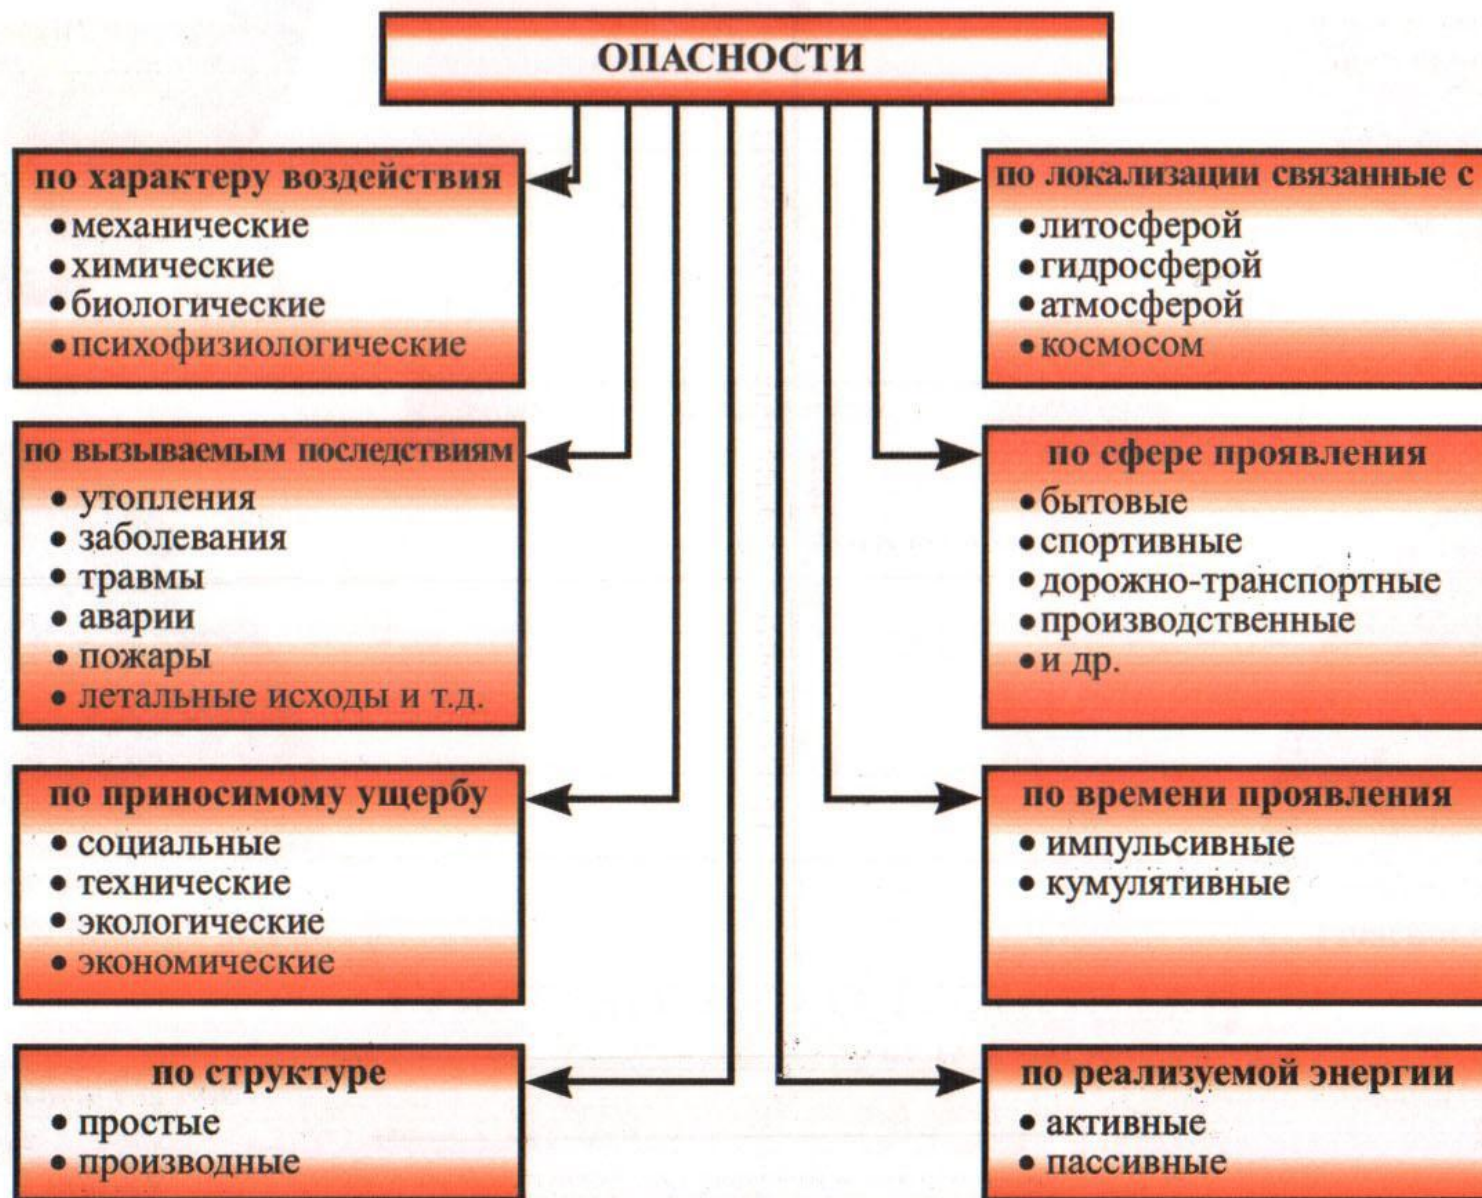 ОПАСНОСТИ
по характеру воздействия
• механические
• химические
• биологические
• психофизиологические
по вызываемым последствиям
• утопления
• заболевания
• травмы
• аварии
• пожары
• летальные исходы и т.д.
по приносимому ущербу
• социальные
• технические
• экологические
• экономические
по структуре
• простые
• производные
по локализации связанные с
• литосферой
• гидросферой
• атмосферой
• космосом
по сфере проявления
• бытовые
• спортивные
• дорожно-транспортные
• производственные
• и др.
по времени проявления
• импульсивные
• кумулятивные
по реализуемой энергии
• активные
• пассивные